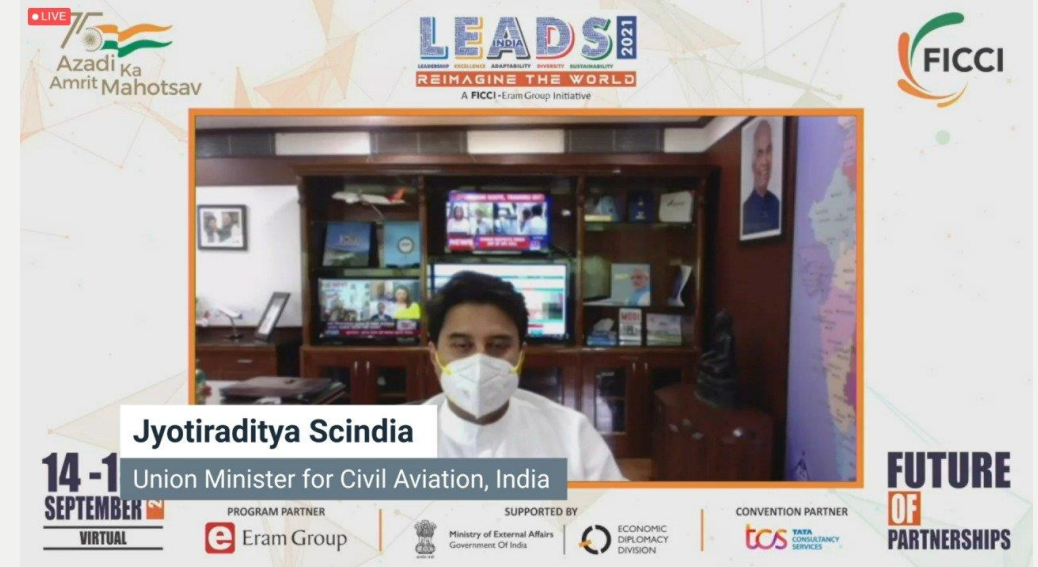 LIVE
75
Azadi Ka
Amrit Mahotsav
LEADS
INDIA
2021
LEADERSHIP EXCELLENCE ADAPTABILITY DIVERSITY SUSTAINABILITY
REIMAGINE THE WORLD
A FICCI-Eram Group Initiative
FICCI
NEWS
MODI
Jyotiraditya Scindia
Union Minister for Civil Aviation, India
14 -1
SEPTEMBER
VIRTUAL
PROGRAM PARTNER
e Eram Group
SUPPORTED BY
Ministry of External Affairs
Government Of India
ECONOMIC
DIPLOMACY
DIVISION
CONVENTION PARTNER
tcs TATA
CONSULTANCY
SERVICES
FUTURE
OF
PARTNERSHIPS